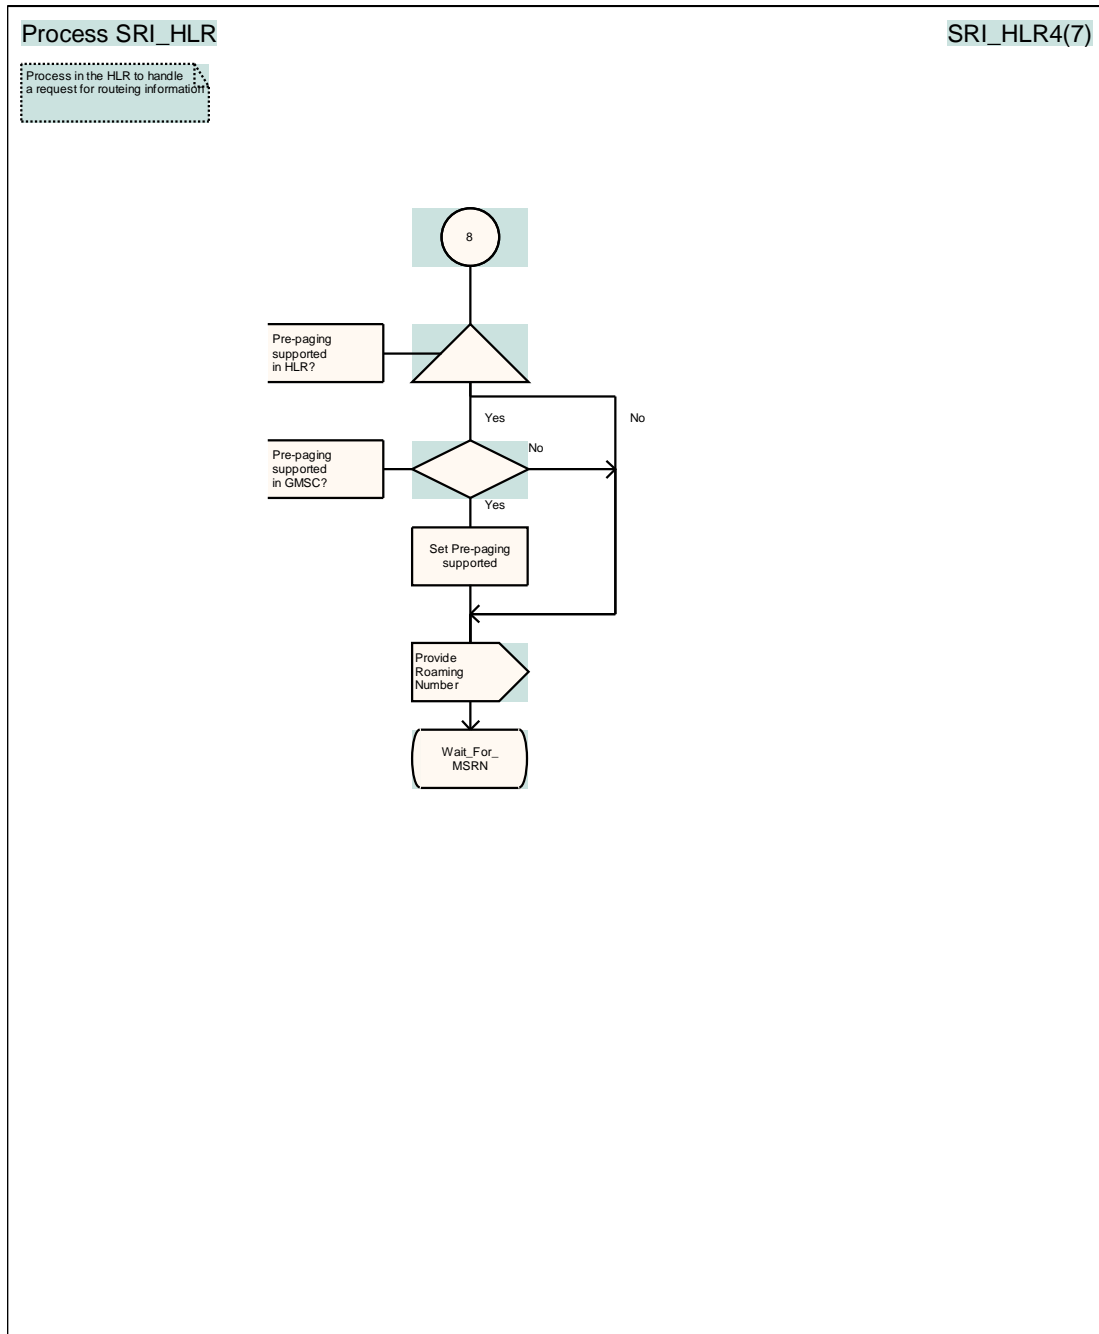 Process SRI_HLR
SRI_HLR4(7)
Process in the HLR to handle
a request for routeing information
8
Pre-paging
supported
in HLR?
Yes
No
Pre-paging
supported
in GMSC?
No
Yes
Set Pre-paging
supported
Provide
Roaming
Number
Wait_For_
MSRN